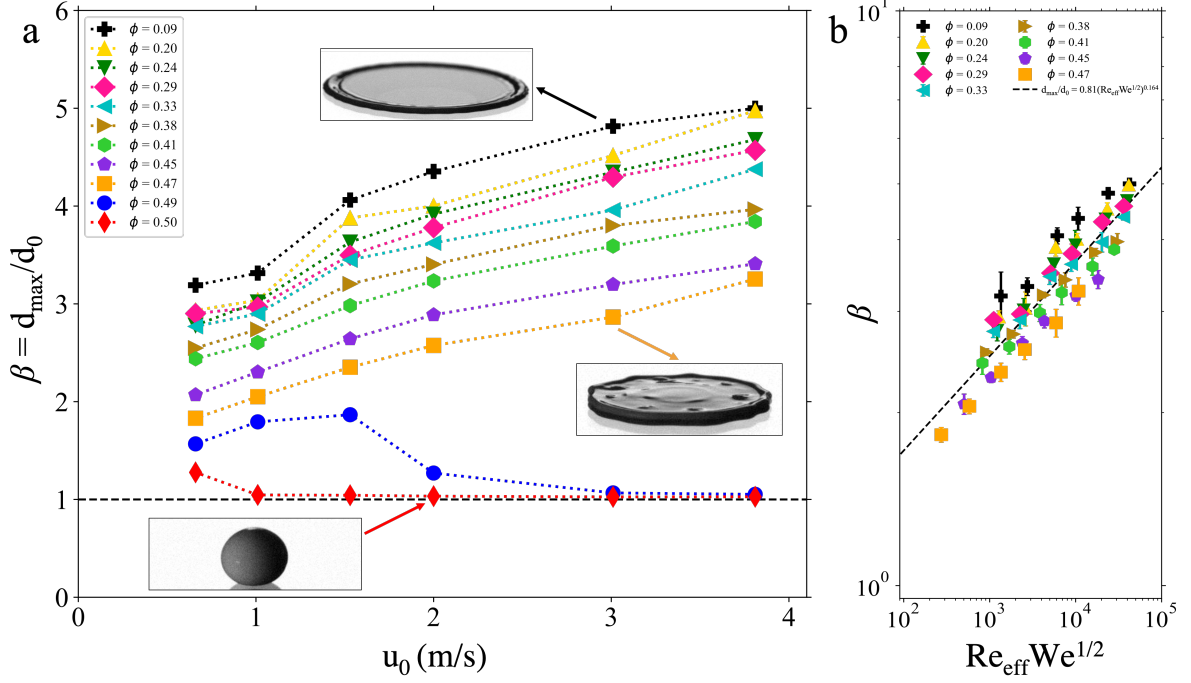 a
6
5
4
3
2
1
0
β = d_max/d_0
0
1
2
3
4
u_0 (m/s)
ϕ = 0.09
ϕ = 0.20
ϕ = 0.24
ϕ = 0.29
ϕ = 0.33
ϕ = 0.38
ϕ = 0.41
ϕ = 0.45
ϕ = 0.47
ϕ = 0.49
ϕ = 0.50
b
10^1
10^0
β
10^2
10^3
10^4
10^5
Re_eff We^1/2
ϕ = 0.09
ϕ = 0.20
ϕ = 0.24
ϕ = 0.29
ϕ = 0.33
ϕ = 0.38
ϕ = 0.41
ϕ = 0.45
ϕ = 0.47
d_max/d_0 = 0.81(Re_eff We^1/2)^0.164